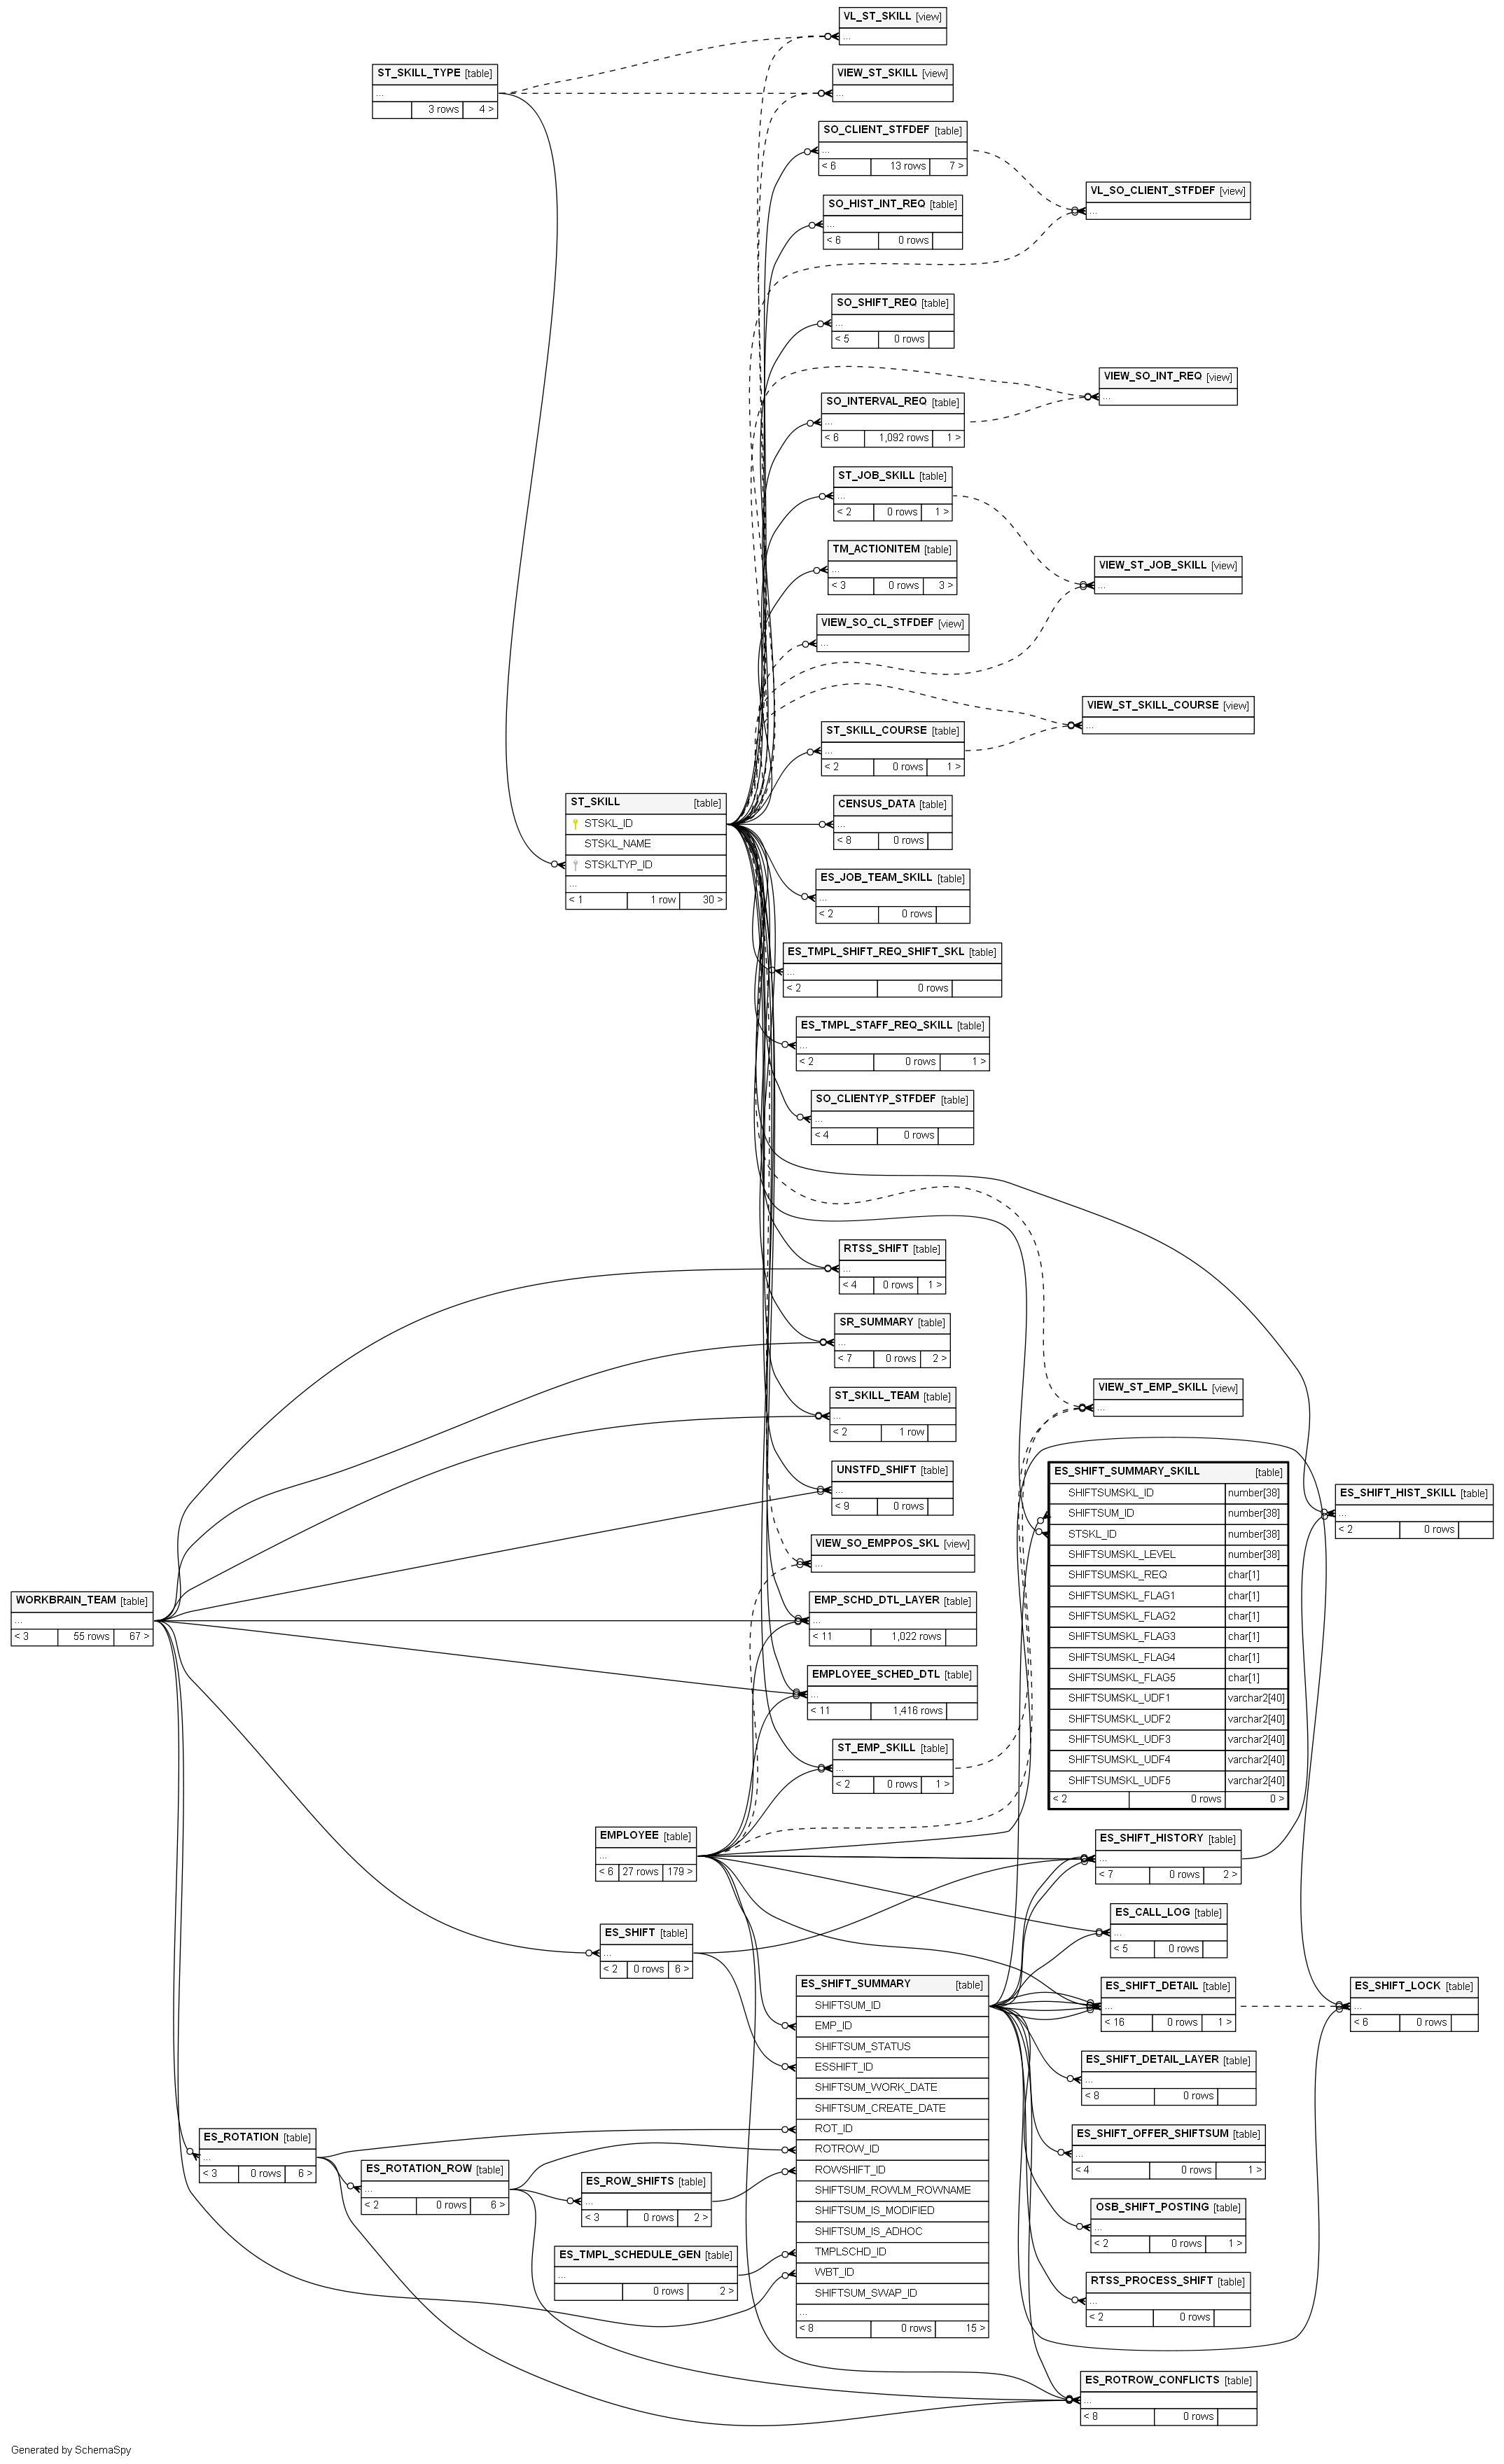 VL_ST_SKILL [view]
...
ST_SKILL_TYPE [table]
...
3 rows 4 >
VIEW_ST_SKILL [view]
...
SO_CLIENT_STFDEF [table]
...
< 6 13 rows 7 >
VL_SO_CLIENT_STFDEF [view]
...
SO_HIST_INT_REQ [table]
...
< 6 0 rows
SO_SHIFT_REQ [table]
...
< 5 0 rows
VIEW_SO_INT_REQ [view]
...
SO_INTERVAL_REQ [table]
...
< 6 1,092 rows 1 >
ST_JOB_SKILL [table]
...
< 2 0 rows 1 >
TM_ACTIONITEM [table]
...
< 3 0 rows 3 >
VIEW_ST_JOB_SKILL [view]
...
VIEW_SO_CL_STFDEF [view]
...
VIEW_ST_SKILL_COURSE [view]
...
ST_SKILL_COURSE [table]
...
< 2 0 rows 1 >
ST_SKILL [table]
STSKL_ID
STSKL_NAME
STSKLTYP_ID
...
< 1 1 row 30 >
CENSUS_DATA [table]
...
< 8 0 rows
ES_JOB_TEAM_SKILL [table]
...
< 2 0 rows
ES_TMPL_SHIFT_REQ_SHIFT_SKL [table]
...
< 2 0 rows
ES_TMPL_STAFF_REQ_SKILL [table]
...
< 2 0 rows 1 >
SO_CLIENTYP_STFDEF [table]
...
< 4 0 rows
RTSS_SHIFT [table]
...
< 4 0 rows 1 >
SR_SUMMARY [table]
...
< 7 0 rows 2 >
VIEW_ST_EMP_SKILL [view]
...
ST_SKILL_TEAM [table]
...
< 2 1 row
UNSTFD_SHIFT [table]
...
< 9 0 rows
ES_SHIFT_SUMMARY_SKILL [table]
SHIFTSUMSKL_ID number[38]
SHIFTSUM_ID number[38]
STSKL_ID number[38]
SHIFTSUMSKL_LEVEL number[38]
SHIFTSUMSKL_REQ char[1]
SHIFTSUMSKL_FLAG1 char[1]
SHIFTSUMSKL_FLAG2 char[1]
SHIFTSUMSKL_FLAG3 char[1]
SHIFTSUMSKL_FLAG4 char[1]
SHIFTSUMSKL_FLAG5 char[1]
SHIFTSUMSKL_UDF1 varchar2[40]
SHIFTSUMSKL_UDF2 varchar2[40]
SHIFTSUMSKL_UDF3 varchar2[40]
SHIFTSUMSKL_UDF4 varchar2[40]
SHIFTSUMSKL_UDF5 varchar2[40]
< 2 0 rows 0 >
ES_SHIFT_HIST_SKILL [table]
...
< 2 0 rows
VIEW_SO_EMPPOS_SKL [view]
...
WORKBRAIN_TEAM [table]
...
< 3 55 rows 67 >
EMP_SCHD_DTL_LAYER [table]
...
< 11 1,022 rows
EMPLOYEE_SCHED_DTL [table]
...
< 11 1,416 rows
ST_EMP_SKILL [table]
...
< 2 0 rows 1 >
EMPLOYEE [table]
...
< 6 27 rows 179 >
ES_SHIFT_HISTORY [table]
...
< 7 0 rows 2 >
ES_CALL_LOG [table]
...
< 5 0 rows
ES_SHIFT [table]
...
< 2 0 rows 6 >
ES_SHIFT_SUMMARY [table]
SHIFTSUM_ID
EMP_ID
SHIFTSUM_STATUS
ESSHIFT_ID
SHIFTSUM_WORK_DATE
SHIFTSUM_CREATE_DATE
ROT_ID
ROTROW_ID
ROWSHIFT_ID
SHIFTSUM_ROWLM_ROWNAME
SHIFTSUM_IS_MODIFIED
SHIFTSUM_IS_ADHOC
TMPLSCHD_ID
WBT_ID
SHIFTSUM_SWAP_ID
...
< 8 0 rows 15 >
ES_SHIFT_DETAIL [table]
...
< 16 0 rows 1 >
ES_SHIFT_LOCK [table]
...
< 6 0 rows
ES_SHIFT_DETAIL_LAYER [table]
...
< 8 0 rows
ES_SHIFT_OFFER_SHIFTSUM [table]
...
< 4 0 rows 1 >
ES_ROTATION [table]
...
< 3 0 rows 6 >
ES_ROTATION_ROW [table]
...
< 2 0 rows 6 >
ES_ROW_SHIFTS [table]
...
< 3 0 rows 2 >
OSB_SHIFT_POSTING [table]
...
< 2 0 rows 1 >
ES_TMPL_SCHEDULE_GEN [table]
...
0 rows 2 >
RTSS_PROCESS_SHIFT [table]
...
< 2 0 rows
ES_ROTROW_CONFLICTS [table]
...
< 8 0 rows
Generated by SchemaSpy